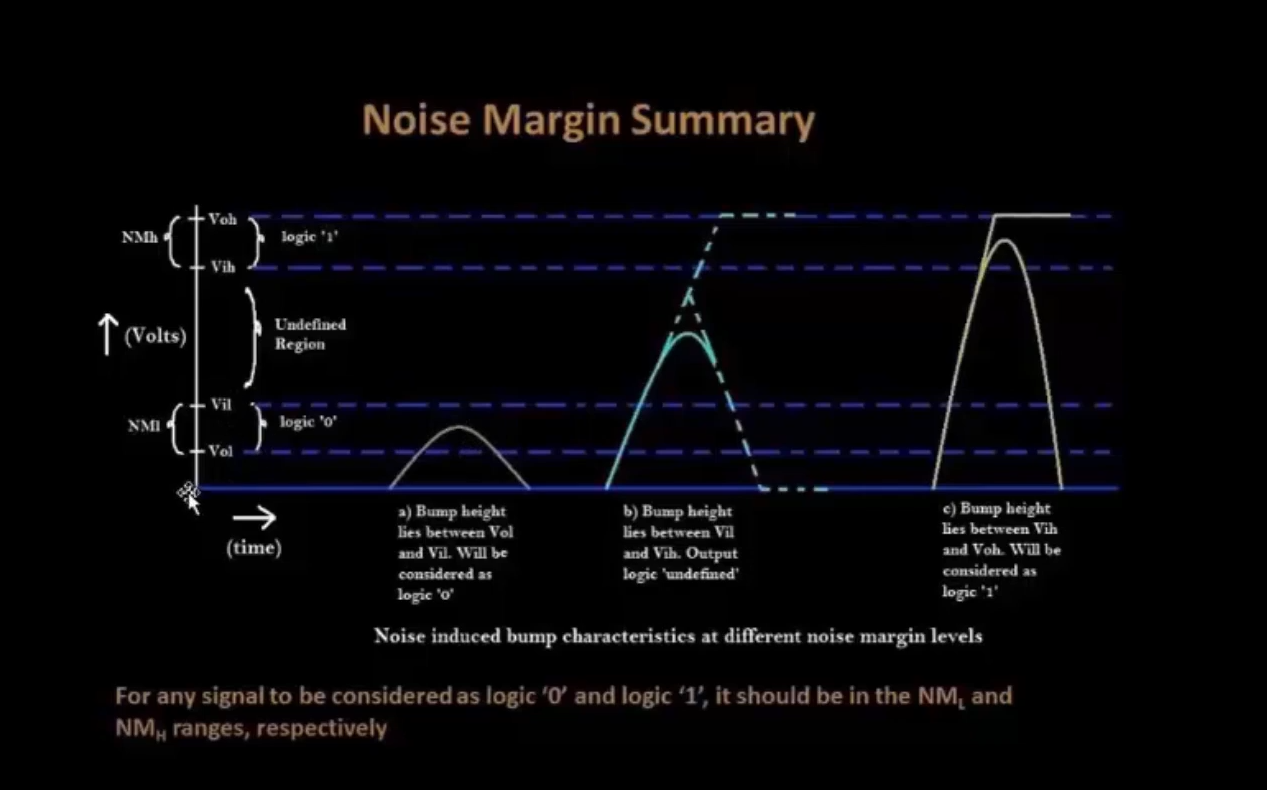 Noise Margin Summary
Voh
NMh
logic '1'
Vih
Undefined
Region
(Volts)
Vil
NMl
logic '0'
Vol
(time)
a) Bump height
lies between Vol
and Vil. Will be
considered as
logic '0'
b) Bump height
lies between Vil
and Vih. Output
logic 'undefined'
c) Bump height
lies between Vih
and Voh. Will be
considered as
logic '1'
Noise induced bump characteristics at different noise margin levels
For any signal to be considered as logic ‘0’ and logic ‘1’, it should be in the NML and
NMH ranges, respectively